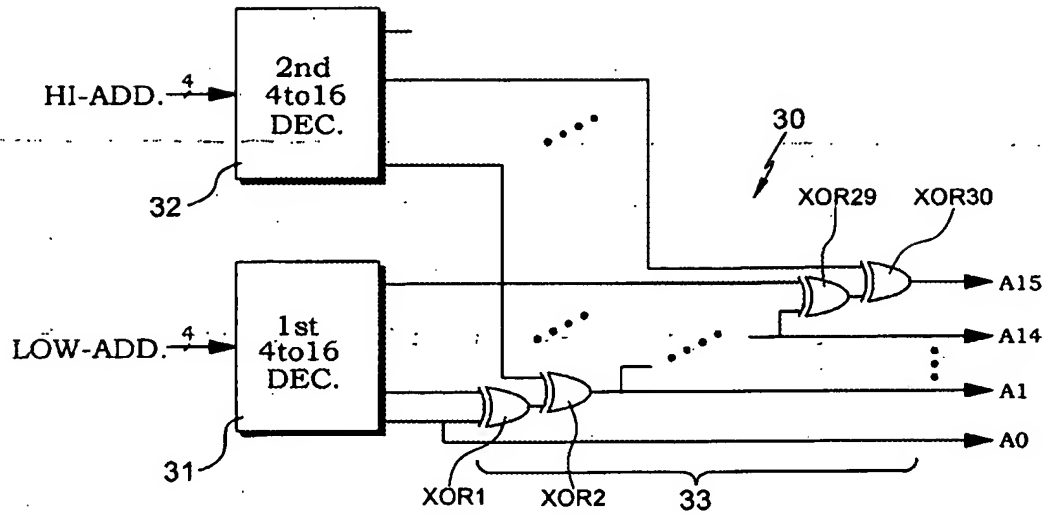 2nd
4to16
DEC.
HI-ADD.
4
32
30
XOR29
XOR30
A15
1st
4to16
DEC.
LOW-ADD.
4
A14
A1
A0
31
XOR1
XOR2
33